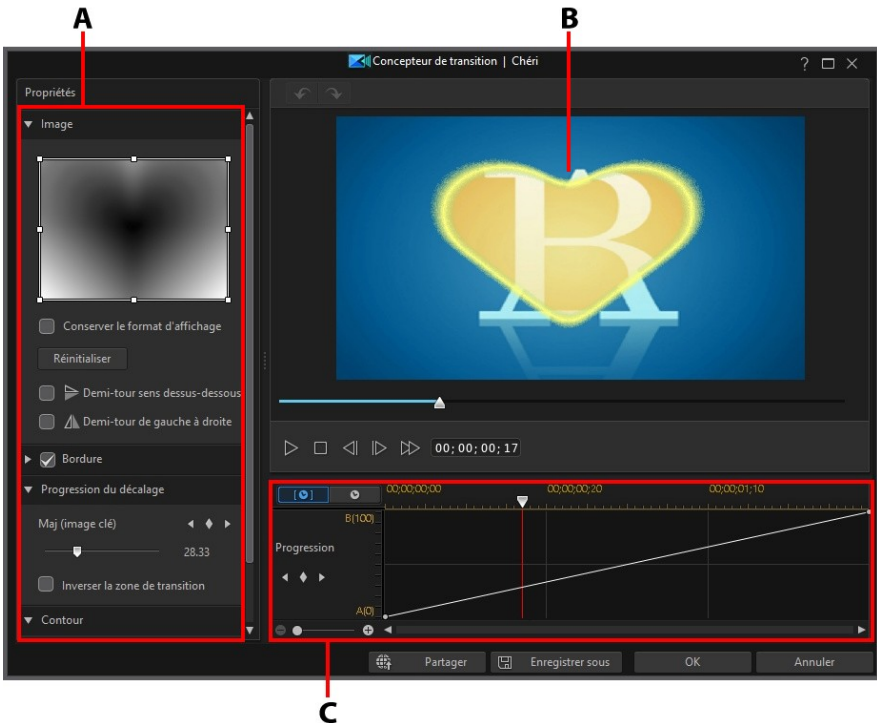 A
B
Concepteur de transition | Chéri
?
Propriétés
Image
Conserver le format d'affichage
Réinitialiser
Demi-tour sens dessus-dessous
Demi-tour de gauche à droite
Bordure
Progression du décalage
Maj (image clé)
28.33
Inverser la zone de transition
Contour
A
B
00;00;00;17
00;00;00;00
00;00;00;20
00;00;01;10
B(100)
Progression
A(0)
Partager
Enregistrer sous
OK
Annuler
C